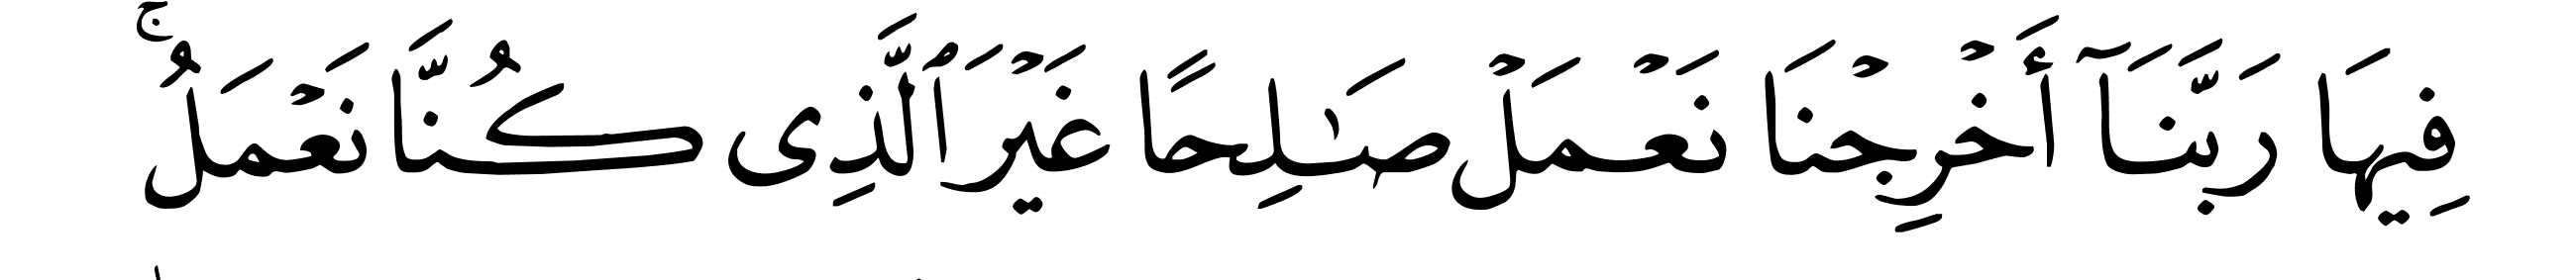 فِيهَا رَبَّنَآ أَخْرِجْنَا نَعْمَلْ صَٰلِحًا غَيْرَ ٱلَّذِى كُنَّا نَعْمَلُ ۚ